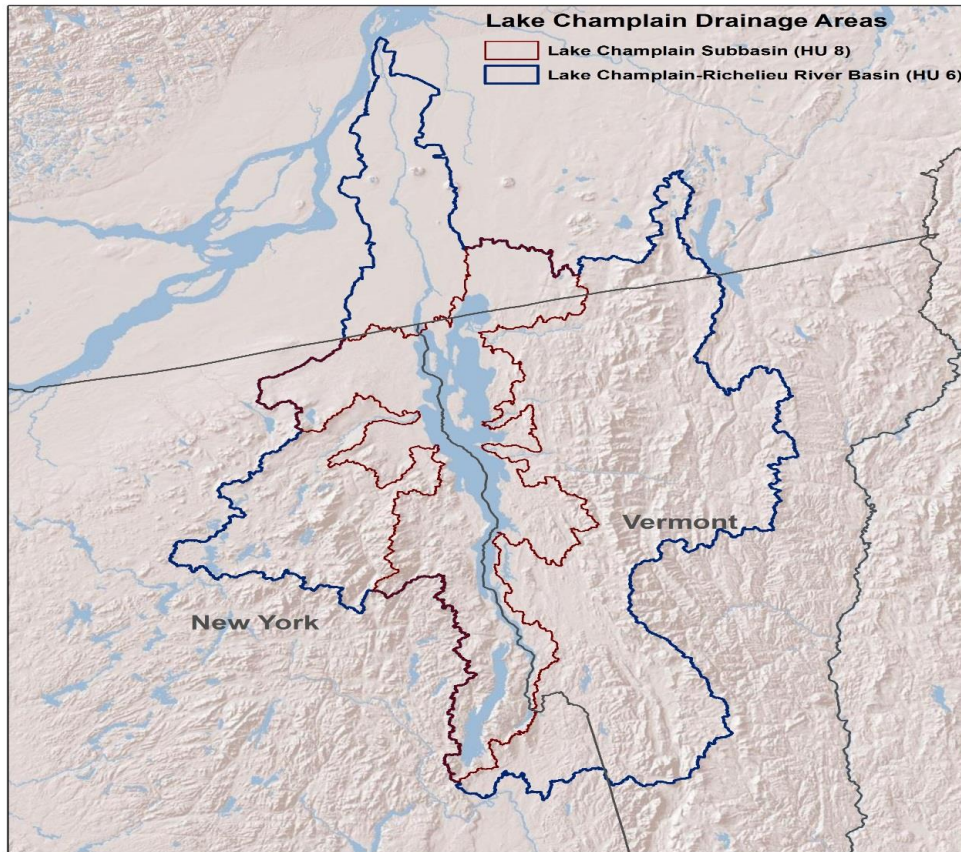 Lake Champlain Drainage Areas
Lake Champlain Subbasin (HU 8)
Lake Champlain-Richelieu River Basin (HU 6)
Vermont
New York